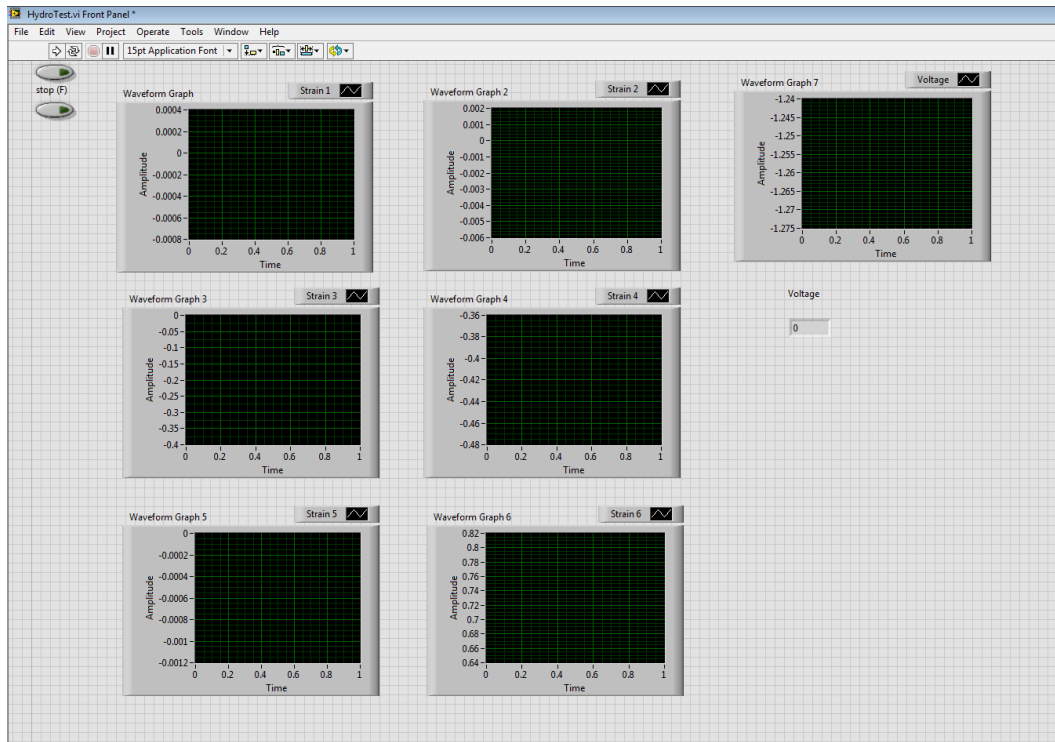 HydroTest.vi Front Panel *
File Edit View Project Operate Tools Window Help
15pt Application Font
stop (F)
Waveform Graph
Strain 1
0.0004
0.0002
0
-0.0002
-0.0004
-0.0006
-0.0008
Amplitude
0 0.2 0.4 0.6 0.8 1
Time
Waveform Graph 2
Strain 2
0.002
0.001
0
-0.001
-0.002
-0.003
-0.004
-0.005
-0.006
Amplitude
0 0.2 0.4 0.6 0.8 1
Time
Waveform Graph 7
Voltage
-1.24
-1.245
-1.25
-1.255
-1.26
-1.265
-1.27
-1.275
Amplitude
0 0.2 0.4 0.6 0.8 1
Time
Waveform Graph 3
Strain 3
0
-0.05
-0.1
-0.15
-0.2
-0.25
-0.3
-0.35
-0.4
Amplitude
0 0.2 0.4 0.6 0.8 1
Time
Waveform Graph 4
Strain 4
-0.36
-0.38
-0.4
-0.42
-0.44
-0.46
-0.48
Amplitude
0 0.2 0.4 0.6 0.8 1
Time
Voltage
0
Waveform Graph 5
Strain 5
0
-0.0002
-0.0004
-0.0006
-0.0008
-0.001
-0.0012
Amplitude
0 0.2 0.4 0.6 0.8 1
Time
Waveform Graph 6
Strain 6
0.82
0.8
0.78
0.76
0.74
0.72
0.7
0.68
0.66
0.64
Amplitude
0 0.2 0.4 0.6 0.8 1
Time